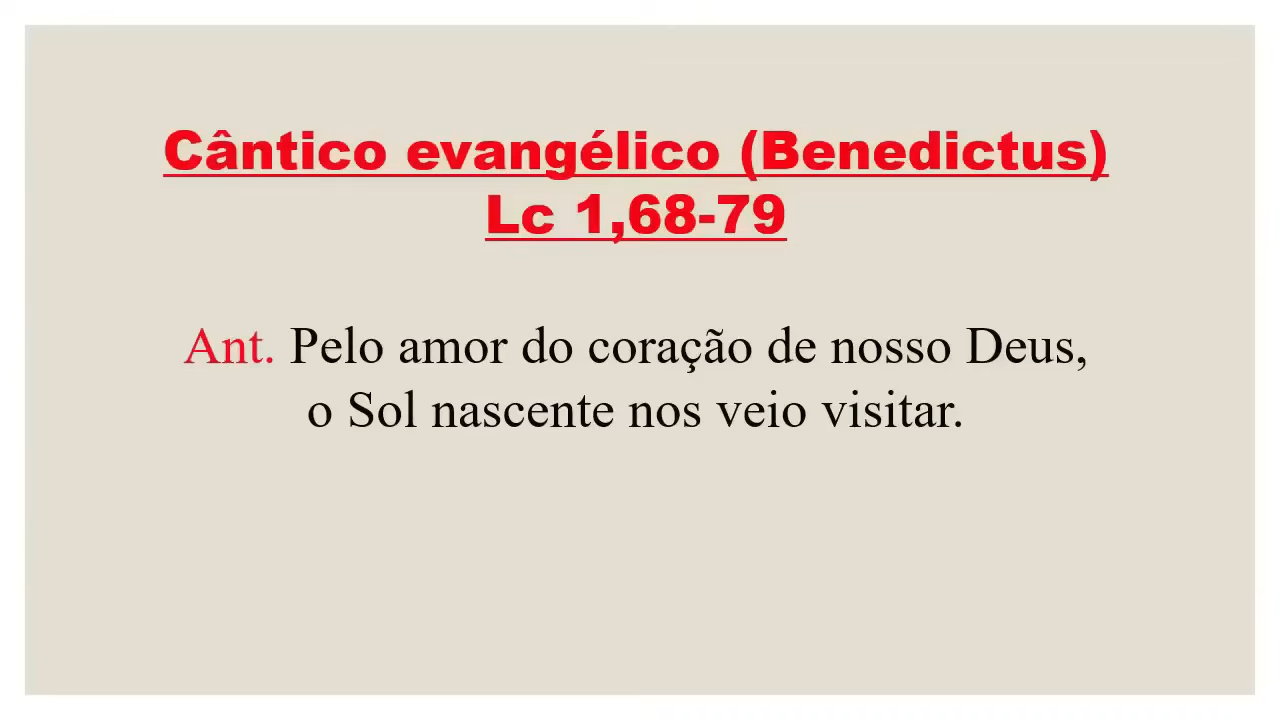 Cântico evangélico (Benedictus)
Lc 1,68-79
Ant. Pelo amor do coração de nosso Deus,
o Sol nascente nos veio visitar.